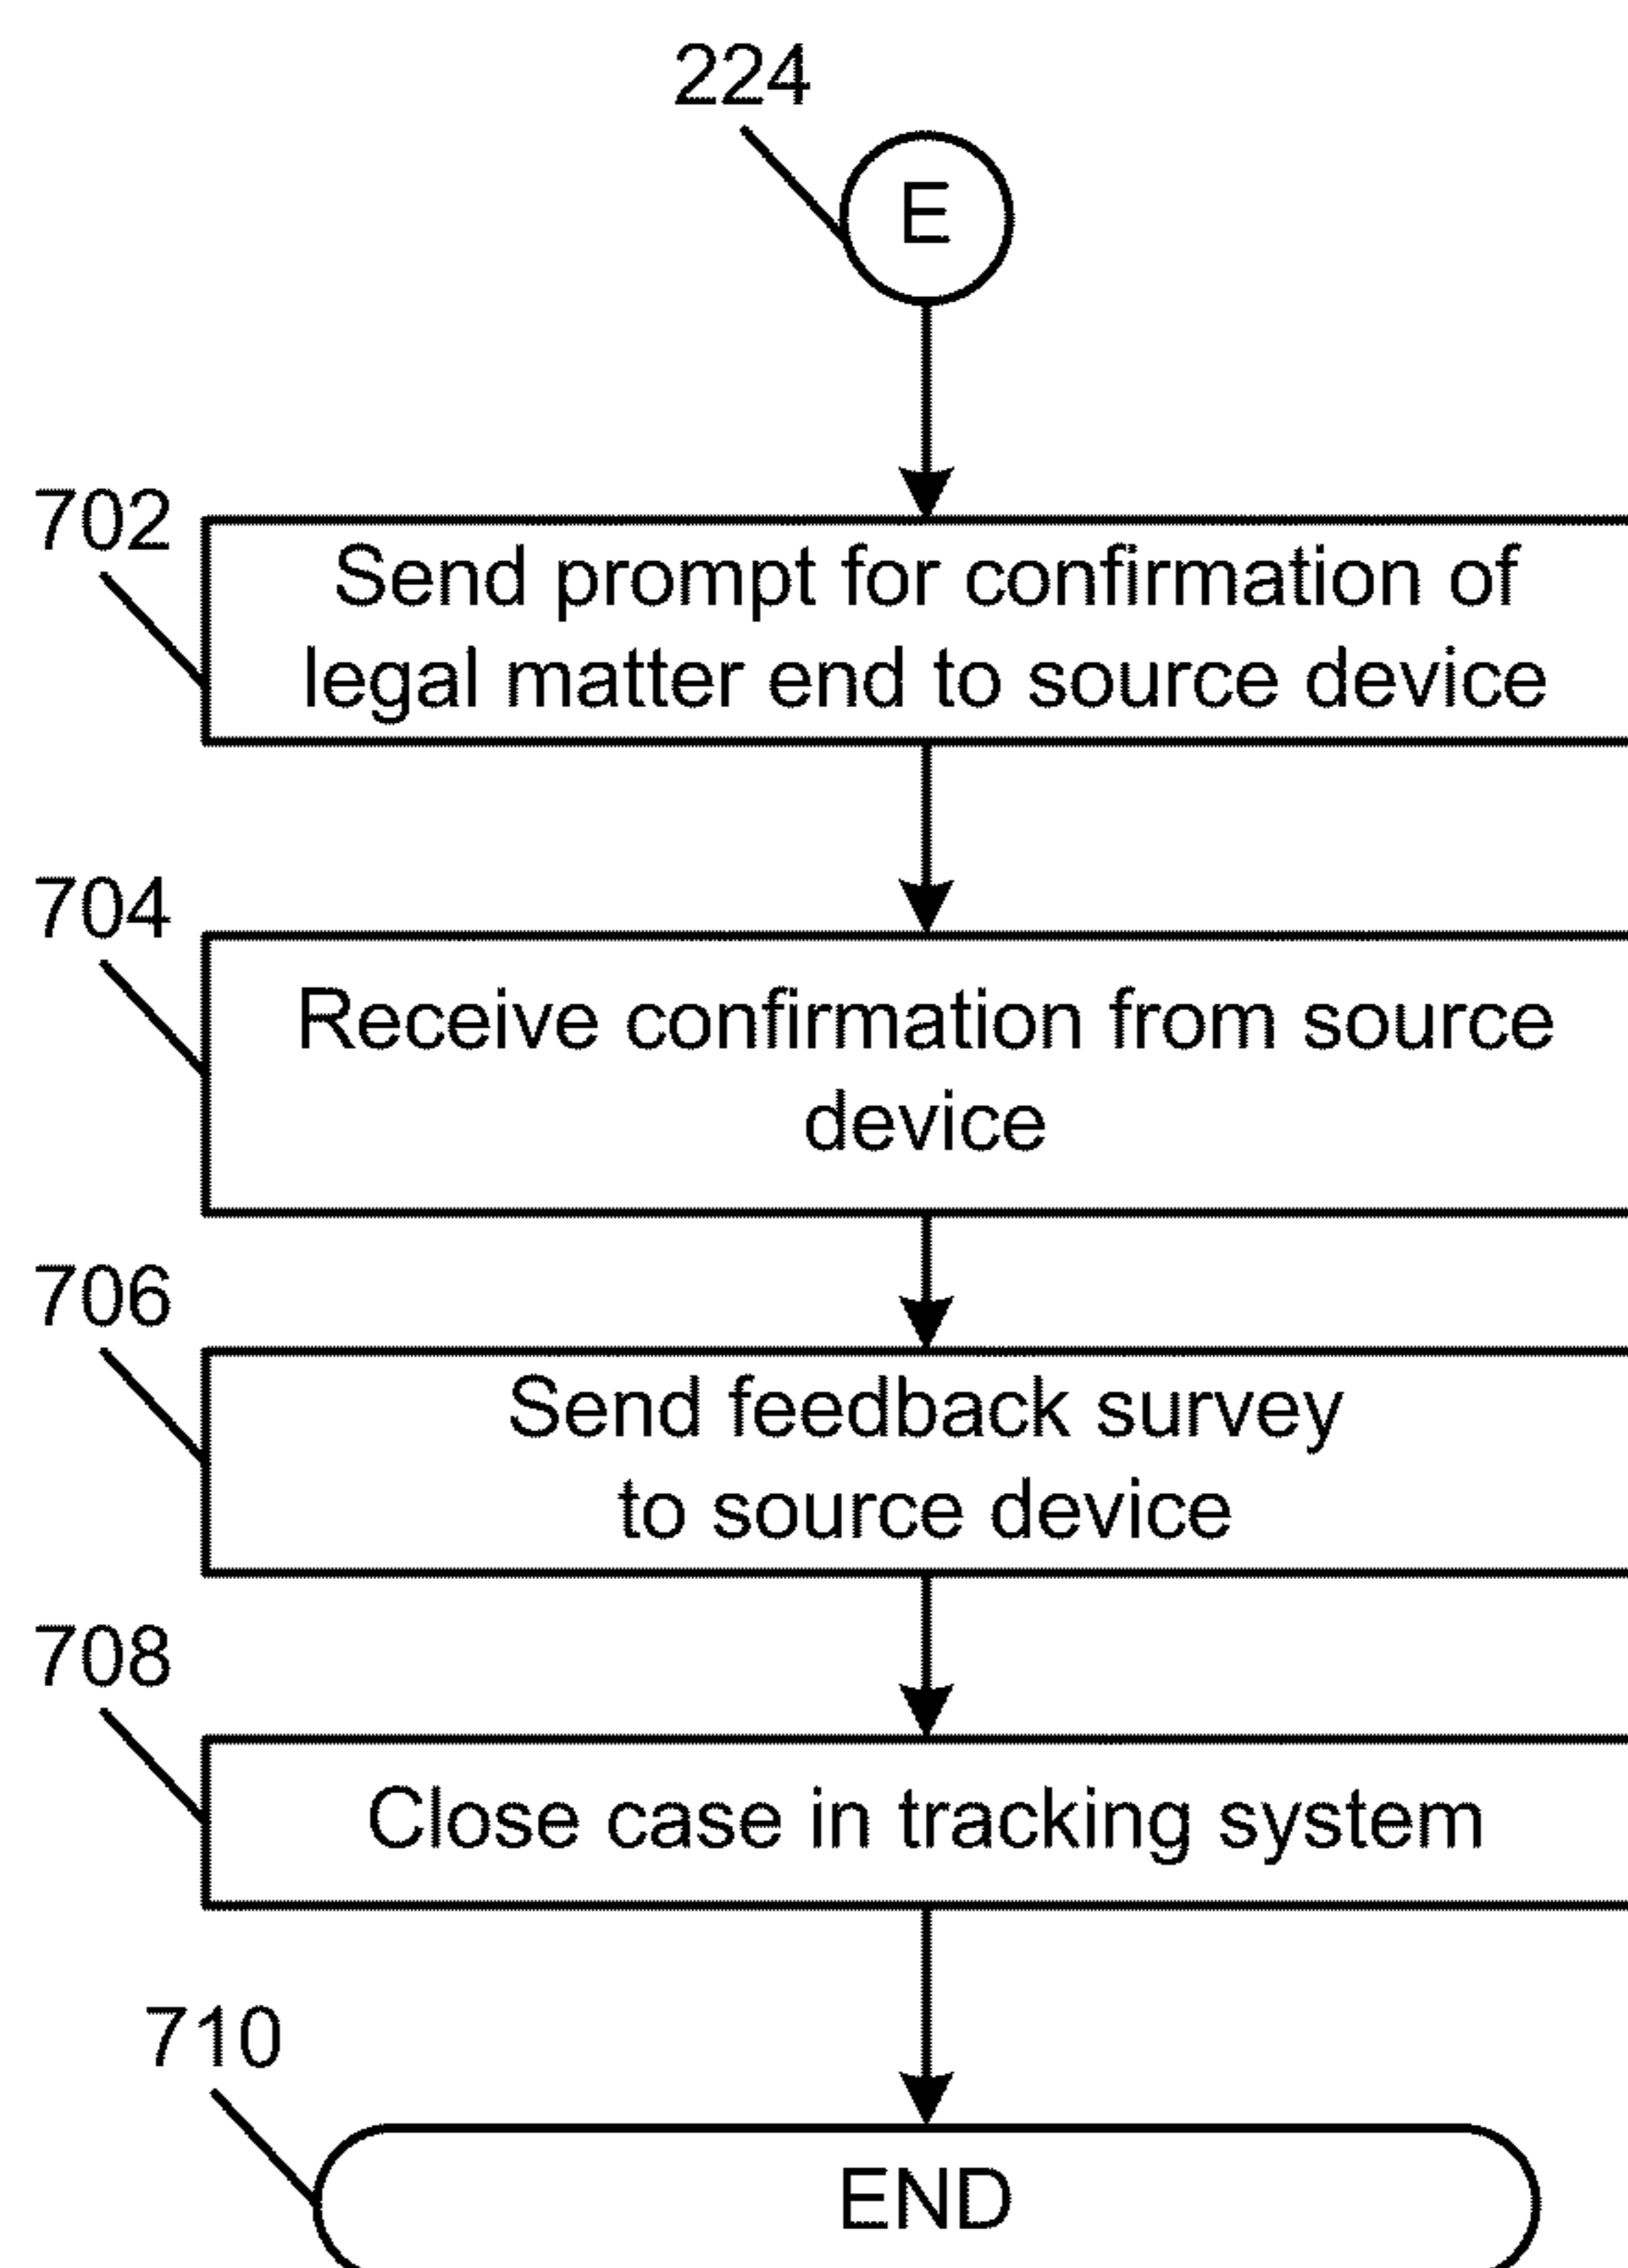 224
E
702
Send prompt for confirmation of
legal matter end to source device
704
Receive confirmation from source
device
706
Send feedback survey
to source device
708
Close case in tracking system
710
END